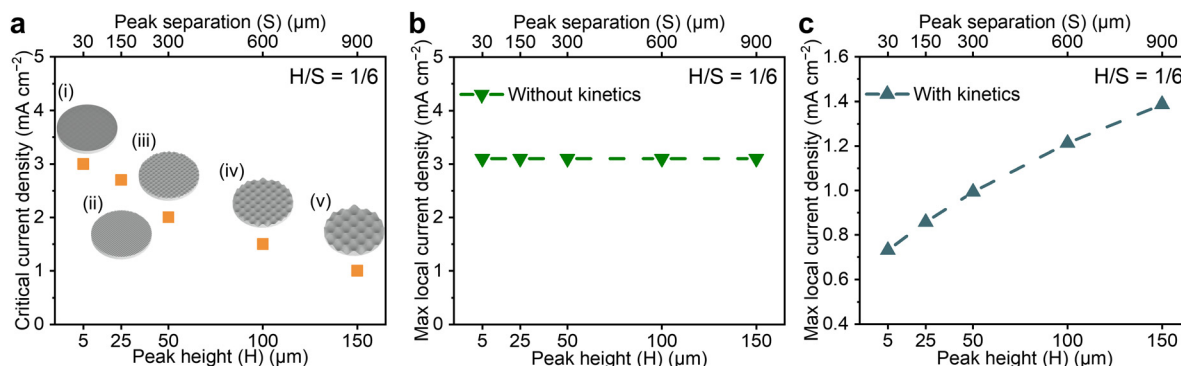 a
Peak separation (S) (µm)
30 150 300 600 900
Critical current density (mA cm⁻²)
5
4
3
2
1
0
H/S = 1/6
(i)
(iii)
(iv)
(ii)
(v)
5 25 50 100 150
Peak height (H) (µm)
b
Peak separation (S) (µm)
30 150 300 600 900
Max local current density (mA cm⁻²)
5
4
3
2
1
0
H/S = 1/6
Without kinetics
5 25 50 100 150
Peak height (H) (µm)
c
Peak separation (S) (µm)
30 150 300 600 900
Max local current density (mA cm⁻²)
1.6
1.4
1.2
1.0
0.8
0.6
0.4
H/S = 1/6
With kinetics
5 25 50 100 150
Peak height (H) (µm)